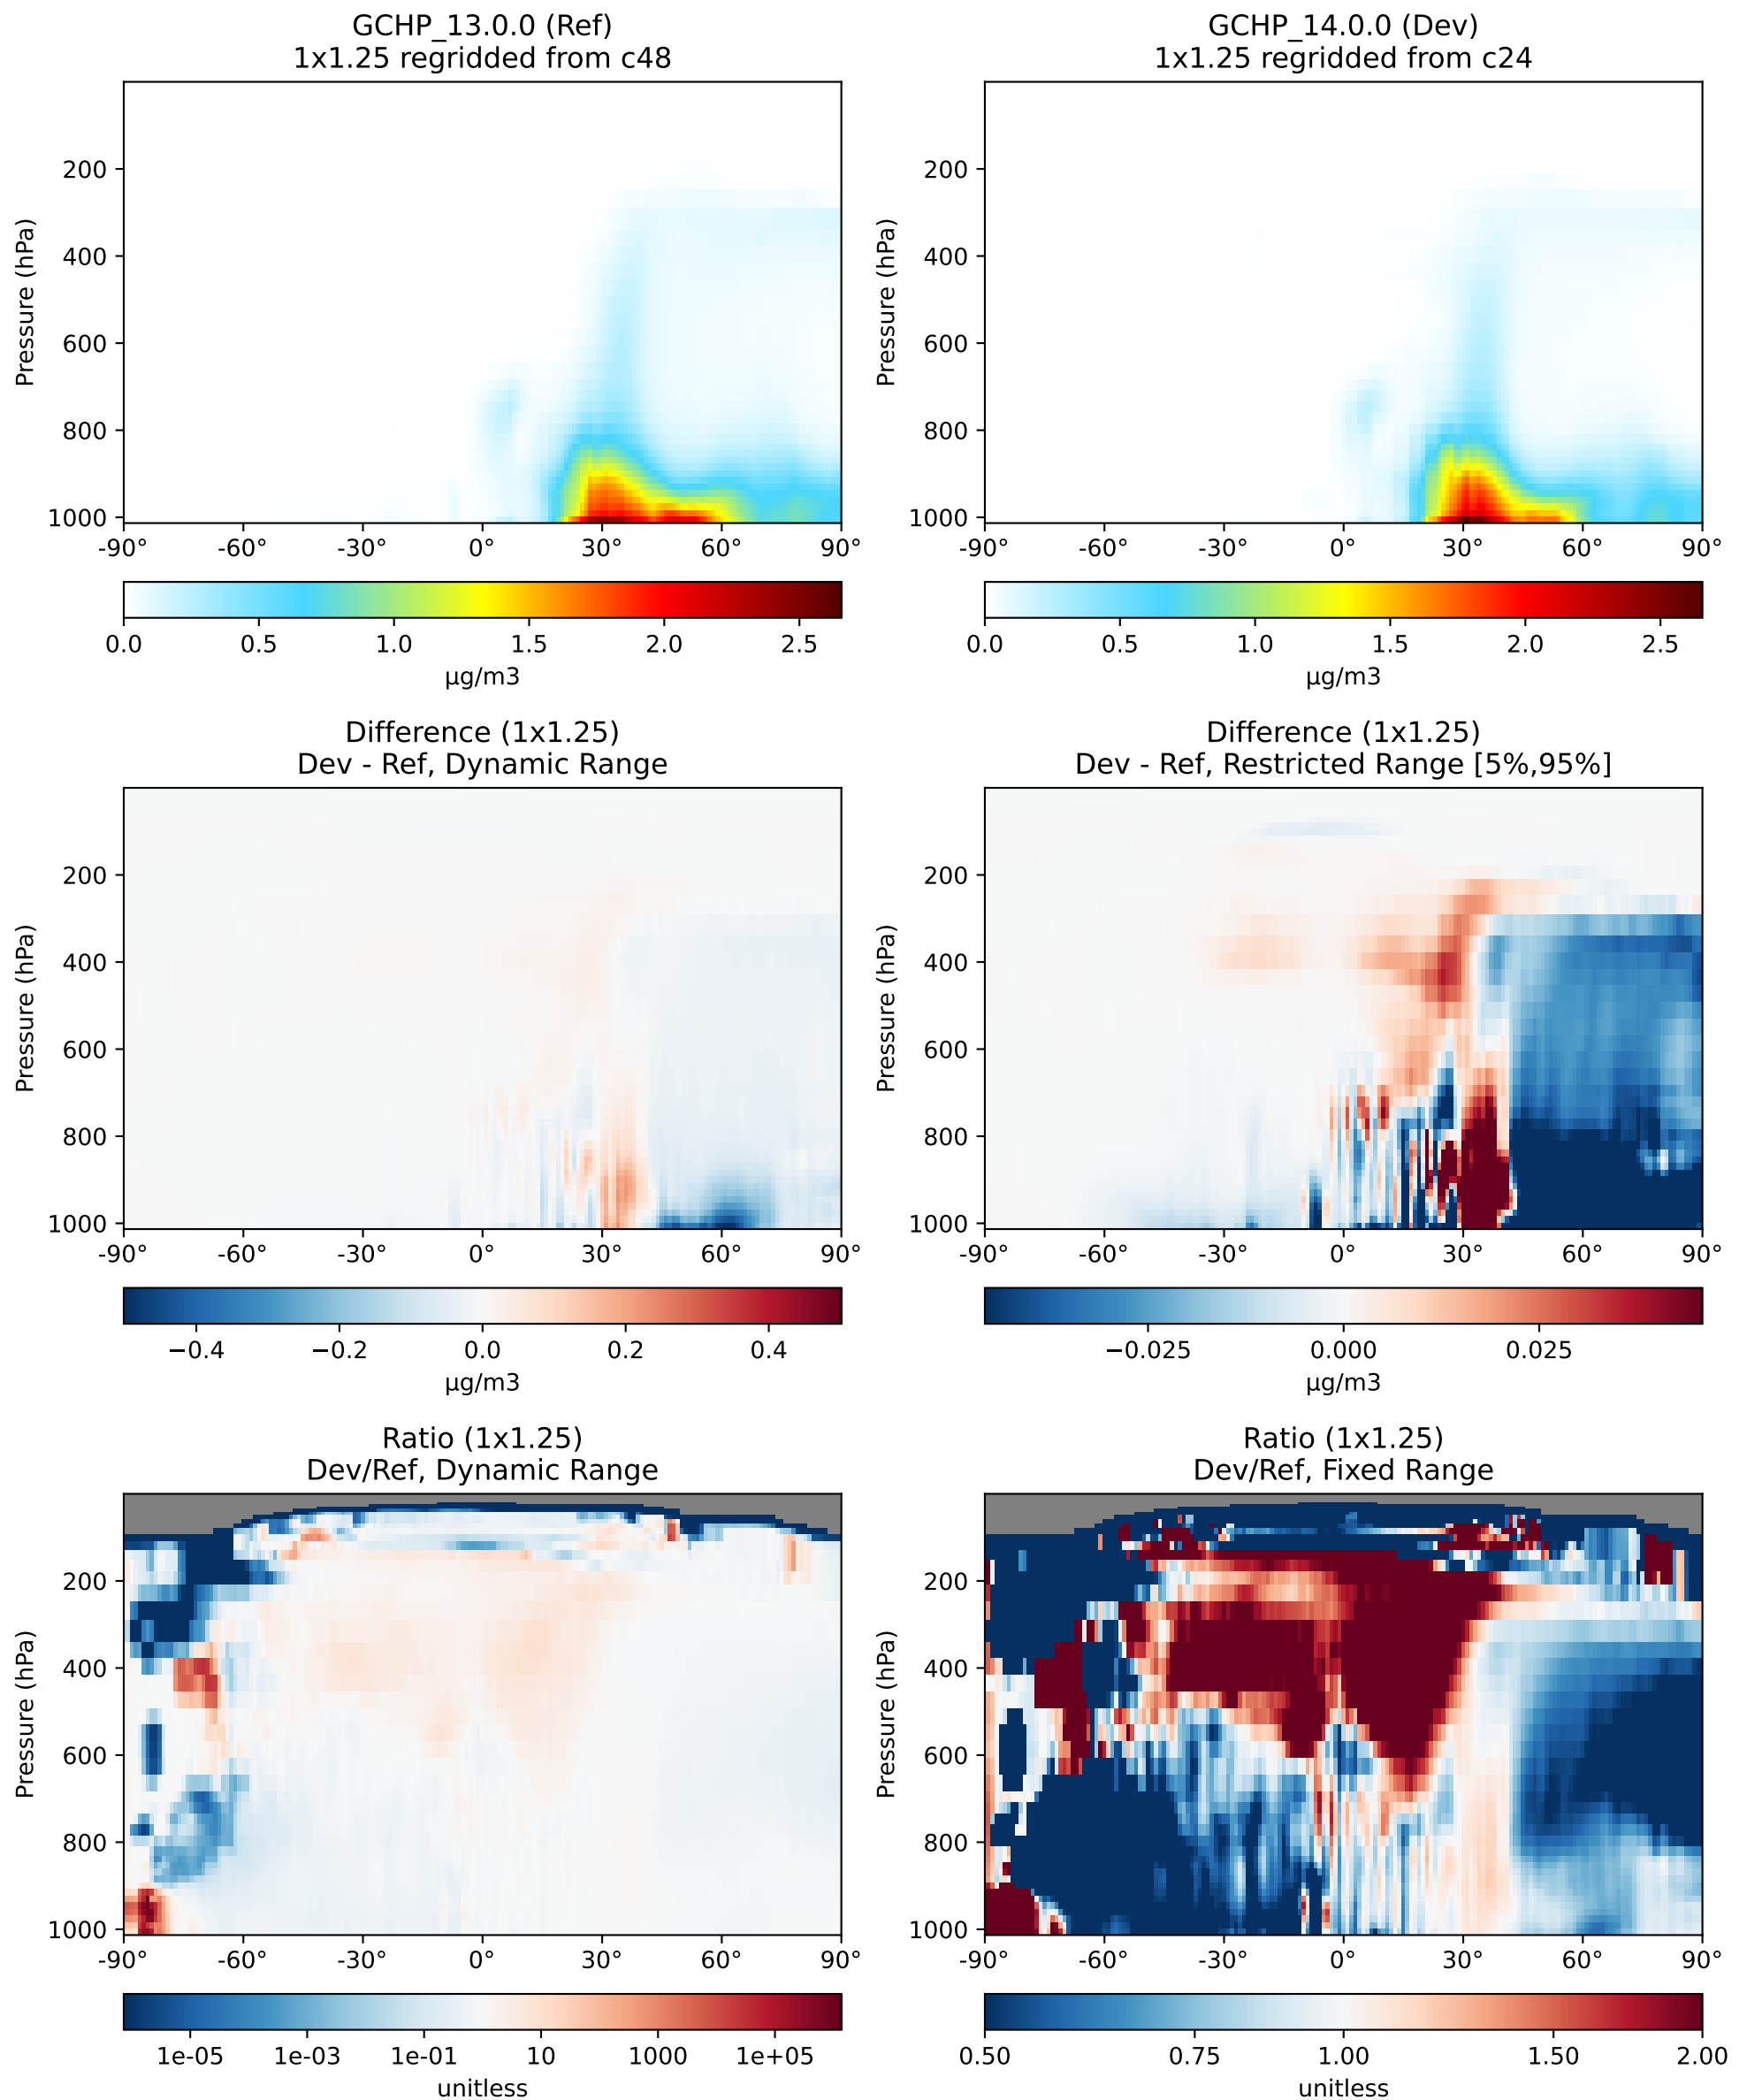 GCHP_13.0.0 (Ref)
1x1.25 regridded from c48
Pressure (hPa)
200
400
600
800
1000
-90° -60° -30° 0° 30° 60° 90°
0.0 0.5 1.0 1.5 2.0 2.5
µg/m3
GCHP_14.0.0 (Dev)
1x1.25 regridded from c24
Pressure (hPa)
200
400
600
800
1000
-90° -60° -30° 0° 30° 60° 90°
0.0 0.5 1.0 1.5 2.0 2.5
µg/m3
Difference (1x1.25)
Dev - Ref, Dynamic Range
Pressure (hPa)
200
400
600
800
1000
-90° -60° -30° 0° 30° 60° 90°
−0.4 −0.2 0.0 0.2 0.4
µg/m3
Difference (1x1.25)
Dev - Ref, Restricted Range [5%,95%]
Pressure (hPa)
200
400
600
800
1000
-90° -60° -30° 0° 30° 60° 90°
−0.025 0.000 0.025
µg/m3
Ratio (1x1.25)
Dev/Ref, Dynamic Range
Pressure (hPa)
200
400
600
800
1000
-90° -60° -30° 0° 30° 60° 90°
1e-05 1e-03 1e-01 10 1000 1e+05
unitless
Ratio (1x1.25)
Dev/Ref, Fixed Range
Pressure (hPa)
200
400
600
800
1000
-90° -60° -30° 0° 30° 60° 90°
0.50 0.75 1.00 1.50 2.00
unitless